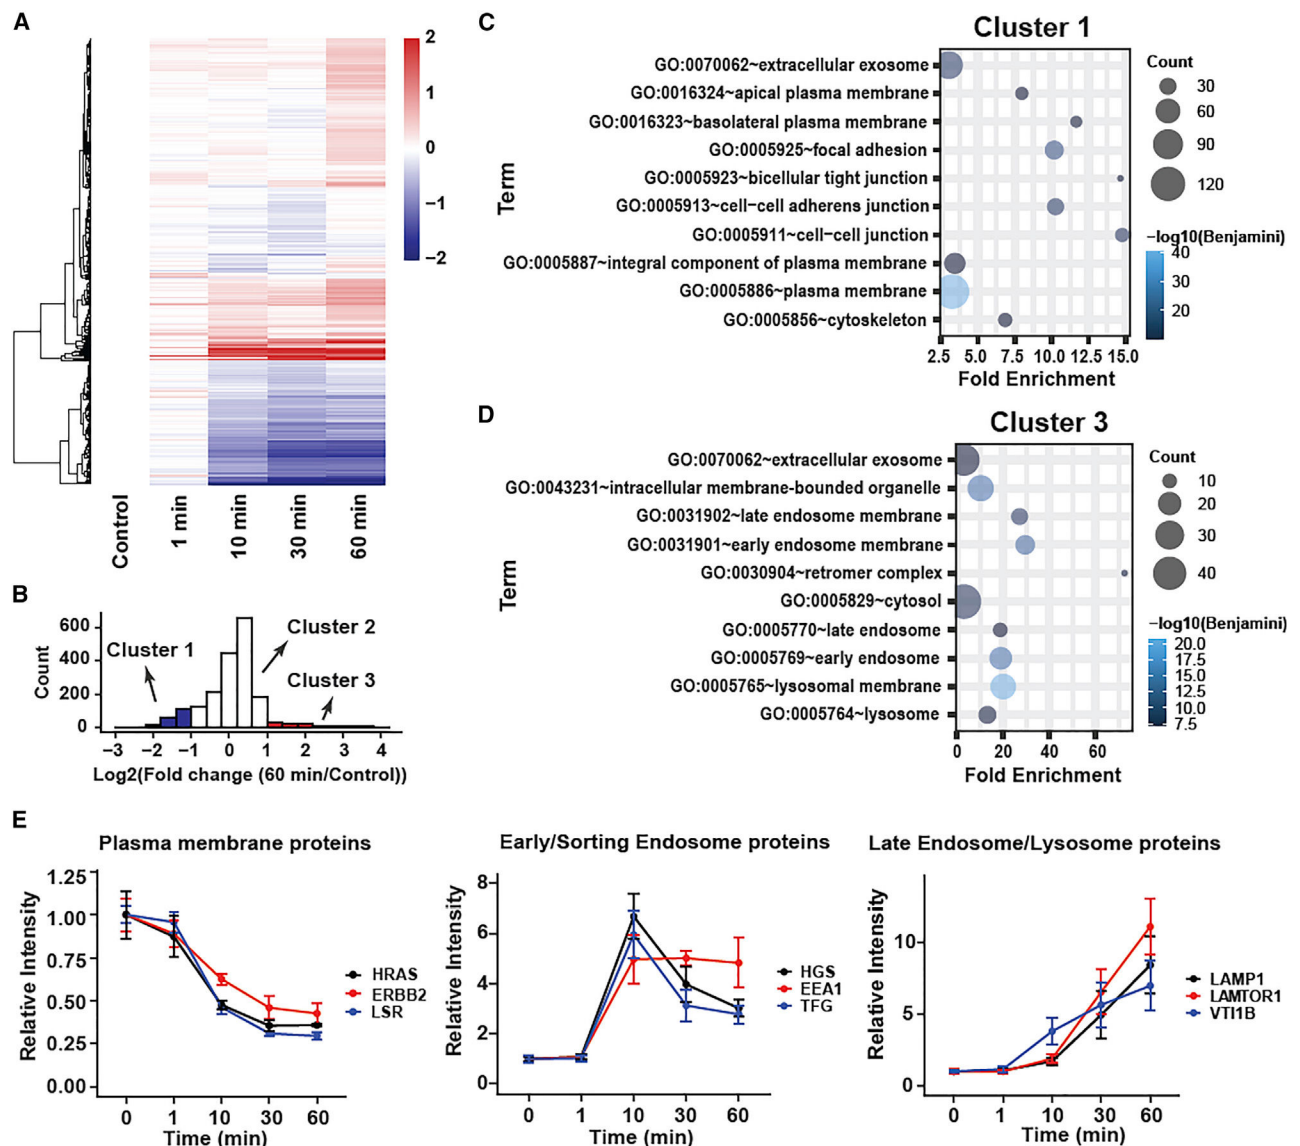 A
2
1
0
−1
−2
Control
1 min
10 min
30 min
60 min
B
Count
600
400
200
0
Cluster 1
Cluster 2
Cluster 3
−3 −2 −1 0 1 2 3 4
Log2(Fold change (60 min/Control))
C
Cluster 1
Term
GO:0070062~extracellular exosome
GO:0016324~apical plasma membrane
GO:0016323~basolateral plasma membrane
GO:0005925~focal adhesion
GO:0005923~bicellular tight junction
GO:0005913~cell−cell adherens junction
GO:0005911~cell−cell junction
GO:0005887~integral component of plasma membrane
GO:0005886~plasma membrane
GO:0005856~cytoskeleton
2.5 5.0 7.5 10.0 12.5 15.0
Fold Enrichment
Count
30
60
90
120
−log10(Benjamini)
40
30
20
D
Cluster 3
Term
GO:0070062~extracellular exosome
GO:0043231~intracellular membrane-bounded organelle
GO:0031902~late endosome membrane
GO:0031901~early endosome membrane
GO:0030904~retromer complex
GO:0005829~cytosol
GO:0005770~late endosome
GO:0005769~early endosome
GO:0005765~lysosomal membrane
GO:0005764~lysosome
0 20 40 60
Fold Enrichment
Count
10
20
30
40
−log10(Benjamini)
20.0
17.5
15.0
12.5
10.0
7.5
E
Plasma membrane proteins
Relative Intensity
1.25
1.00
0.75
0.50
0.25
0.00
0 1 10 30 60
Time (min)
HRAS
ERBB2
LSR
Early/Sorting Endosome proteins
Relative Intensity
8
6
4
2
0
0 1 10 30 60
Time (min)
HGS
EEA1
TFG
Late Endosome/Lysosome proteins
Relative Intensity
10
5
0
0 1 10 30 60
Time (min)
LAMP1
LAMTOR1
VTI1B